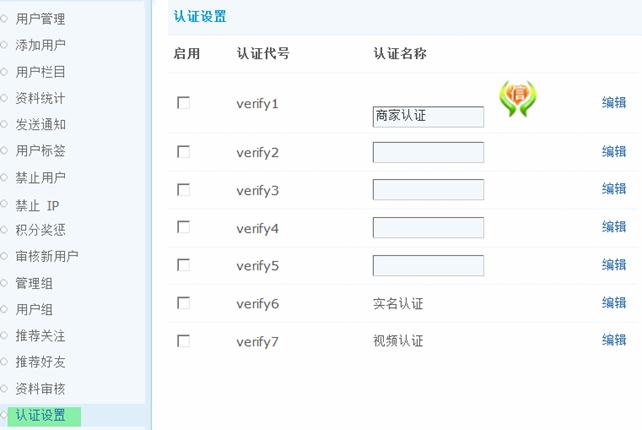 用户管理
添加用户
用户栏目
资料统计
发送通知
用户标签
禁止用户
禁止 IP
积分奖惩
审核新用户
管理组
用户组
推荐关注
推荐好友
资料审核
认证设置
认证设置
启用 认证代号 认证名称
verify1 商家认证 信 编辑
verify2 编辑
verify3 编辑
verify4 编辑
verify5 编辑
verify6 实名认证 编辑
verify7 视频认证 编辑